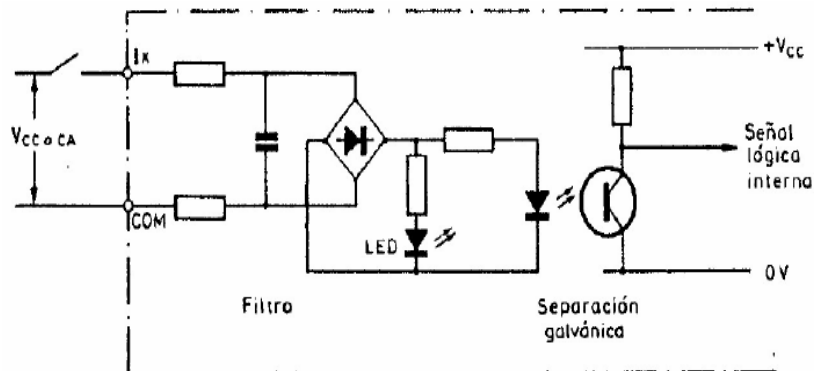 Ix
+Vcc
Vcc o CA
Señal
lógica
interna
COM
LED
0V
Filtro
Separación
galvánica